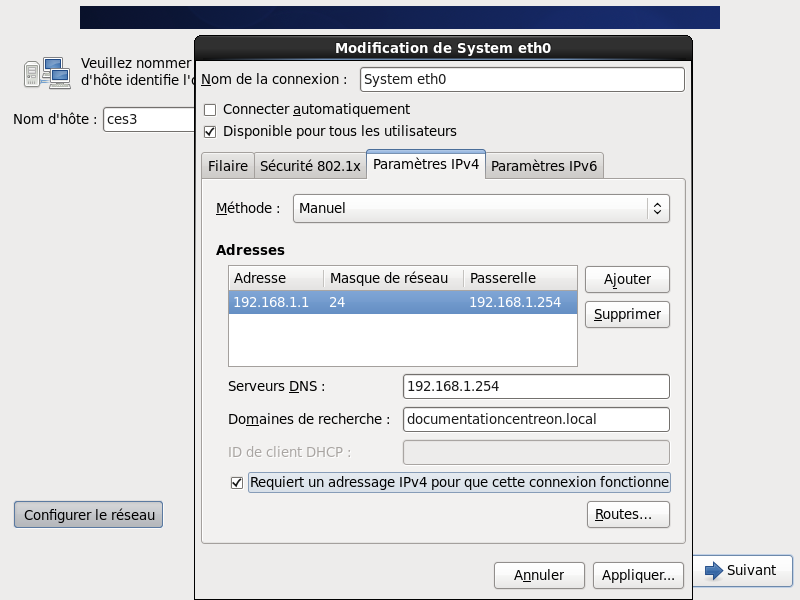 Modification de System eth0
Veuillez nommer
d'hôte identifie l'o
Nom d'hôte : ces3
Nom de la connexion : System eth0
Connecter automatiquement
Disponible pour tous les utilisateurs
Filaire Sécurité 802.1x Paramètres IPv4 Paramètres IPv6
Méthode : Manuel
Adresses
Adresse Masque de réseau Passerelle
192.168.1.1 24 192.168.1.254
Ajouter
Supprimer
Serveurs DNS : 192.168.1.254
Domaines de recherche : documentationcentreon.local
ID de client DHCP :
Requiert un adressage IPv4 pour que cette connexion fonctionne
Routes…
Configurer le réseau
Annuler Appliquer... Suivant